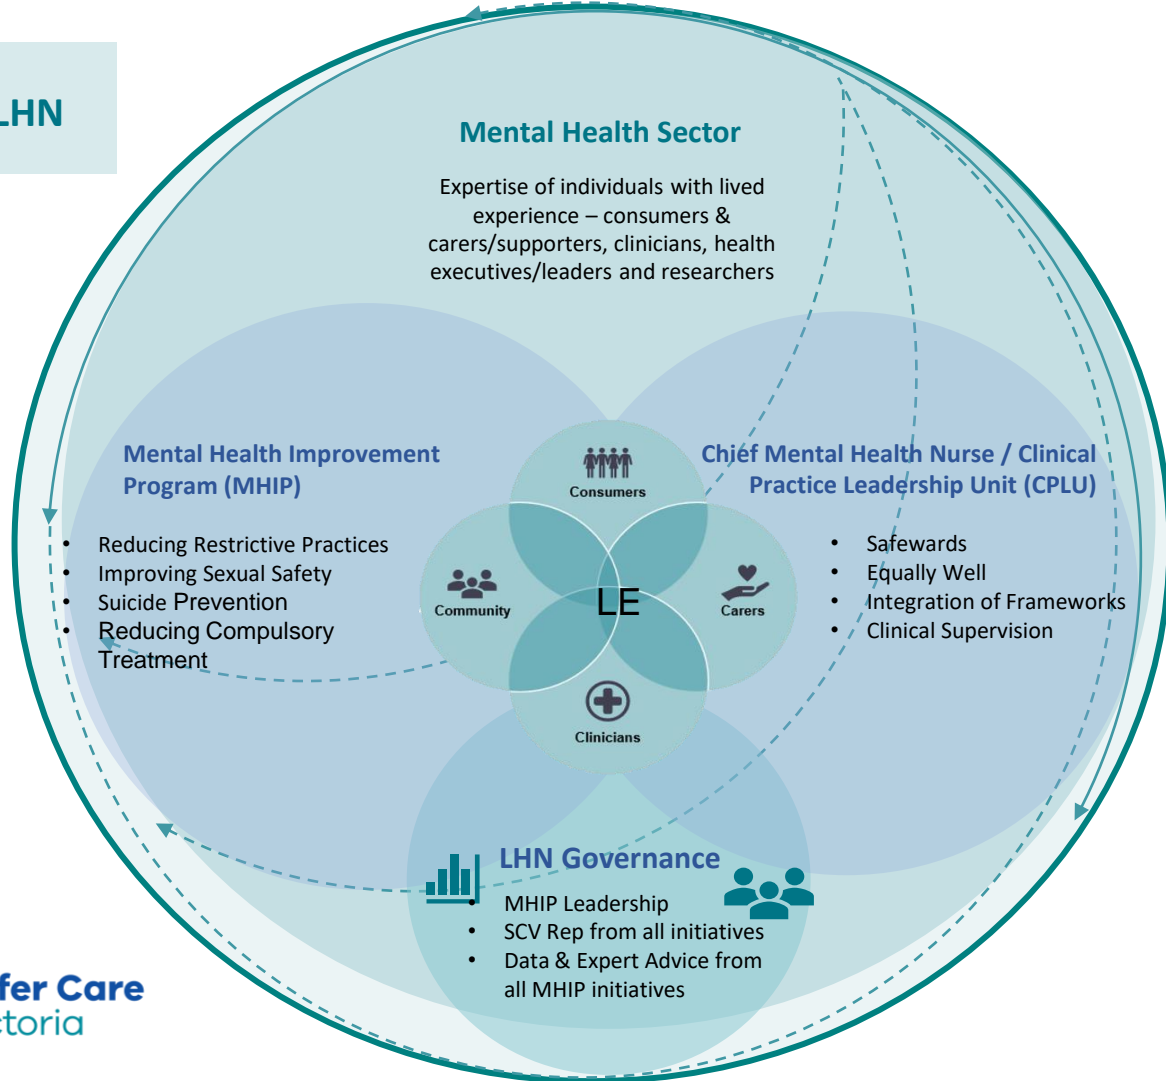 LHN
Mental Health Sector
Expertise of individuals with lived
experience – consumers &
carers/supporters, clinicians, health
executives/leaders and researchers
Mental Health Improvement
Program (MHIP)
• Reducing Restrictive Practices
• Improving Sexual Safety
• Suicide Prevention
• Reducing Compulsory
Treatment
Consumers
Community
LE
Carers
Clinicians
Chief Mental Health Nurse / Clinical
Practice Leadership Unit (CPLU)
• Safewards
• Equally Well
• Integration of Frameworks
• Clinical Supervision
LHN Governance
• MHIP Leadership
• SCV Rep from all initiatives
• Data & Expert Advice from
all MHIP initiatives
fer Care
ctoria